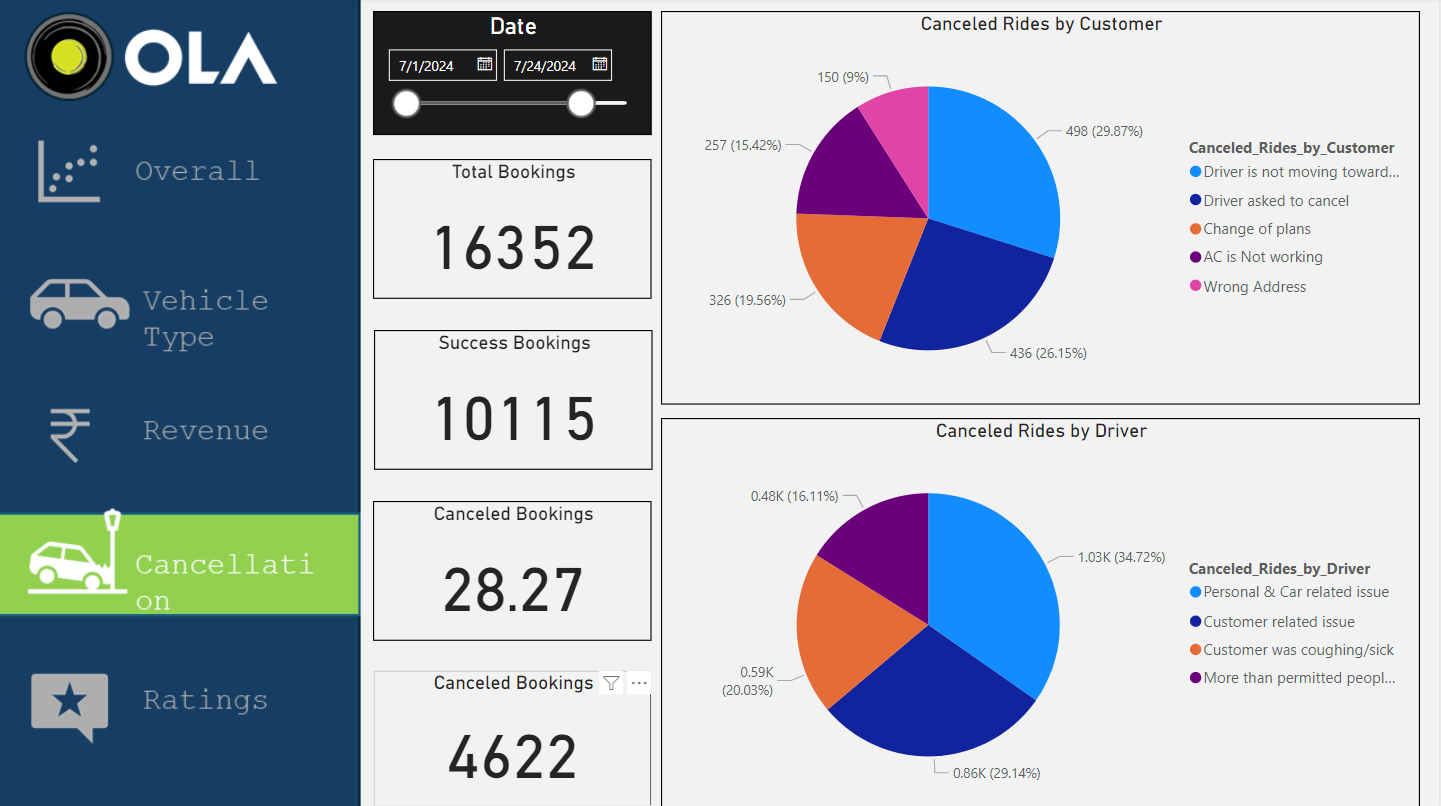 OLA
Overall
Vehicle
Type
Revenue
Cancellati
on
Ratings
Date
7/1/2024
7/24/2024
Total Bookings
16352
Success Bookings
10115
Canceled Bookings
28.27
Canceled Bookings
4622
Canceled Rides by Customer
150 (9%)
498 (29.87%)
257 (15.42%)
326 (19.56%)
436 (26.15%)
Canceled_Rides_by_Customer
Driver is not moving toward...
Driver asked to cancel
Change of plans
AC is Not working
Wrong Address
Canceled Rides by Driver
0.48K (16.11%)
1.03K (34.72%)
0.59K
(20.03%)
0.86K (29.14%)
Canceled_Rides_by_Driver
Personal & Car related issue
Customer related issue
Customer was coughing/sick
More than permitted peopl...